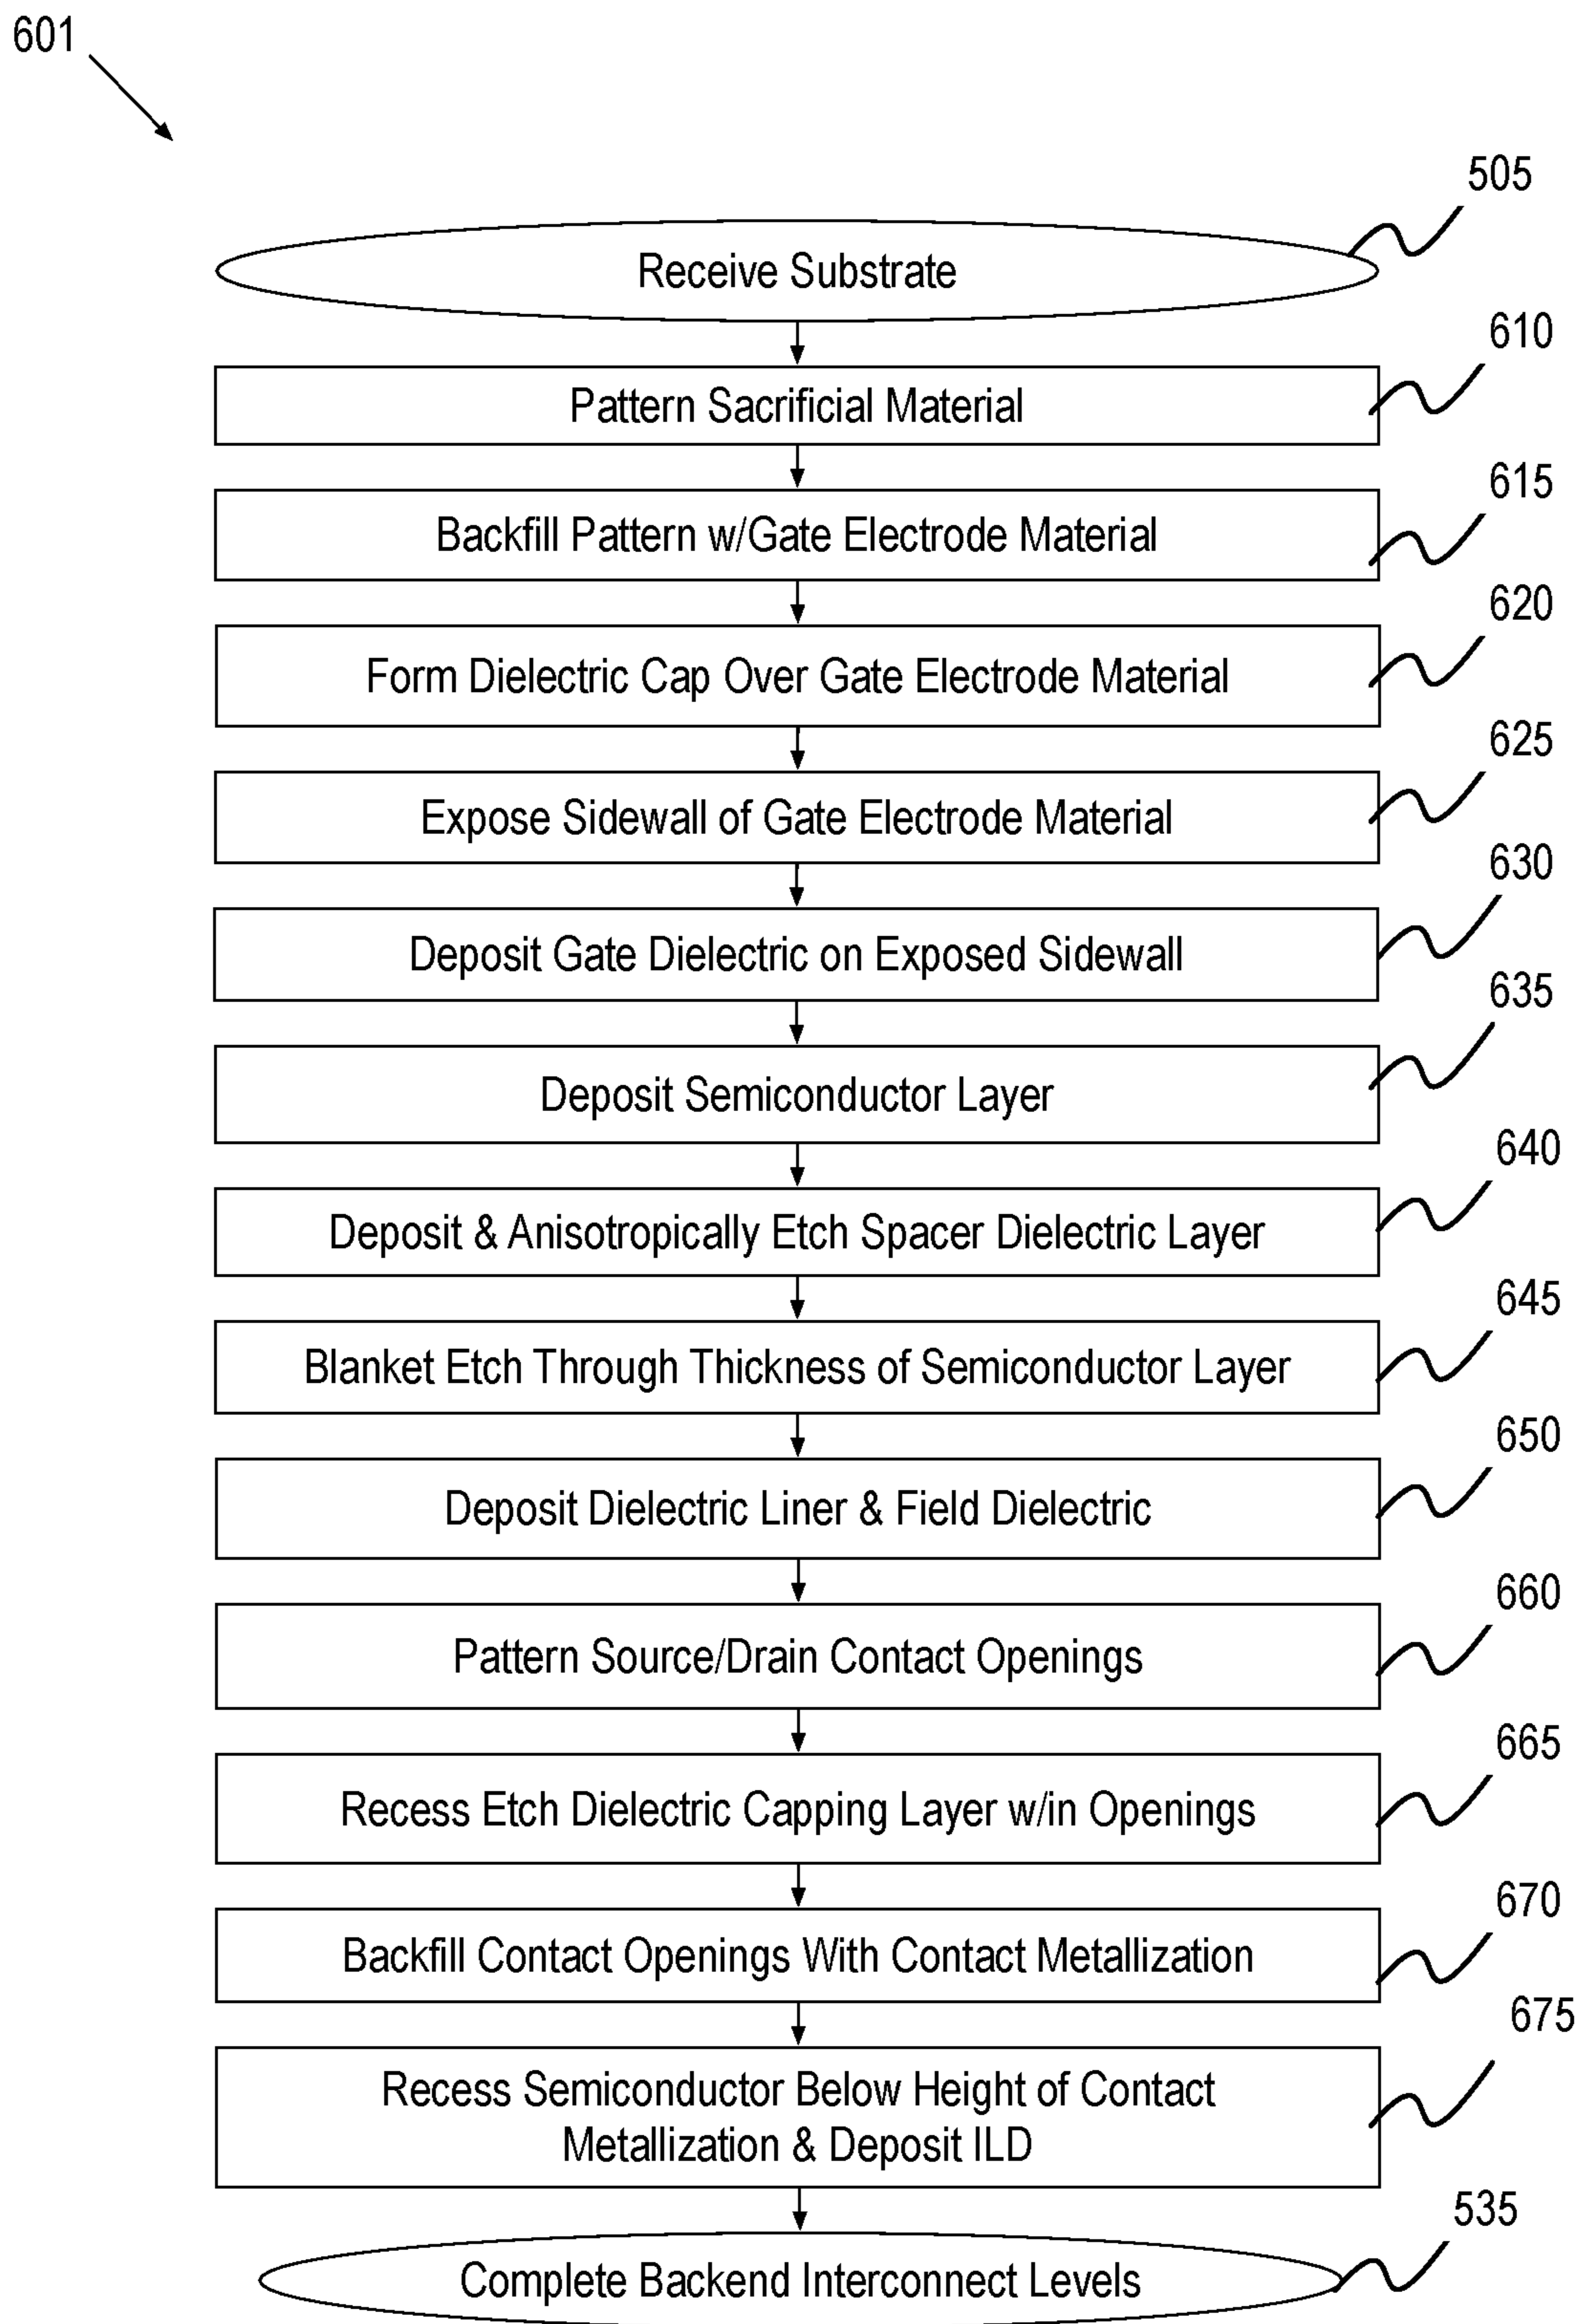 601
505
Receive Substrate
610
Pattern Sacrificial Material
615
Backfill Pattern w/Gate Electrode Material
620
Form Dielectric Cap Over Gate Electrode Material
625
Expose Sidewall of Gate Electrode Material
630
Deposit Gate Dielectric on Exposed Sidewall
635
Deposit Semiconductor Layer
640
Deposit & Anisotropically Etch Spacer Dielectric Layer
645
Blanket Etch Through Thickness of Semiconductor Layer
650
Deposit Dielectric Liner & Field Dielectric
660
Pattern Source/Drain Contact Openings
665
Recess Etch Dielectric Capping Layer w/in Openings
670
Backfill Contact Openings With Contact Metallization
675
Recess Semiconductor Below Height of Contact
Metallization & Deposit ILD
535
Complete Backend Interconnect Levels